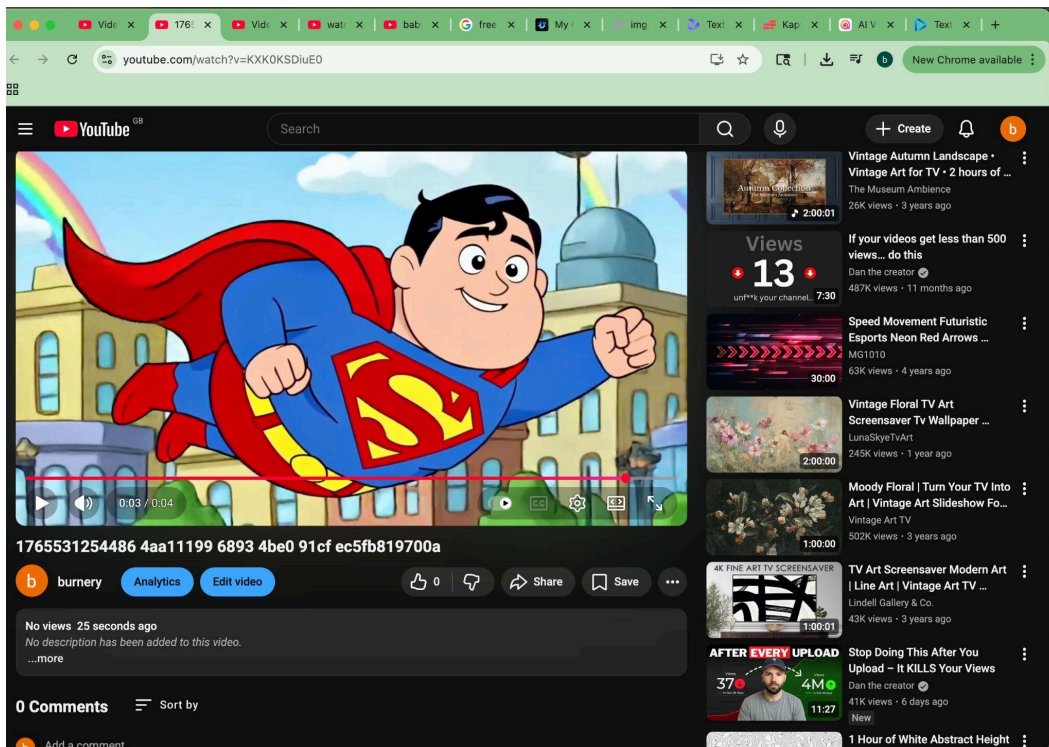 Vide
176
Vide
wat
bab
free
My
img.
Text
Kap
AI V
Text
youtube.com/watch?v=KXK0KSDiuE0
b
New Chrome available
YouTube GB
Search
Create
b
S
0:03 / 0:04
CC
1765531254486 4aa11199 6893 4be0 91cf ec5fb819700a
b
burnery
Analytics
Edit video
0
Share
Save
No views 25 seconds ago
No description has been added to this video.
...more
0 Comments
Sort by
Add a comment
Autumn Collection
2:00:01
Vintage Autumn Landscape •
Vintage Art for TV • 2 hours of ...
The Museum Ambience
26K views • 3 years ago
Views
13
unf**k your channel...
7:30
If your videos get less than 500
views... do this
Dan the creator
487K views • 11 months ago
30:00
Speed Movement Futuristic
Esports Neon Red Arrows ...
MG1010
63K views • 4 years ago
2:00:00
Vintage Floral TV Art
Screensaver Tv Wallpaper ...
LunaSkyeTvArt
245K views • 1 year ago
1:00:00
Moody Floral | Turn Your TV Into
Art | Vintage Art Slideshow Fo...
Vintage Art TV
502K views • 3 years ago
4K FINE ART TV SCREENSAVER
1:00:01
TV Art Screensaver Modern Art
| Line Art | Vintage Art TV ...
Lindell Gallery & Co.
43K views • 3 years ago
AFTER EVERY UPLOAD
Views
37
Views
4M
11:27
Stop Doing This After You
Upload – It KILLS Your Views
Dan the creator
41K views • 6 days ago
New
1 Hour of White Abstract Height